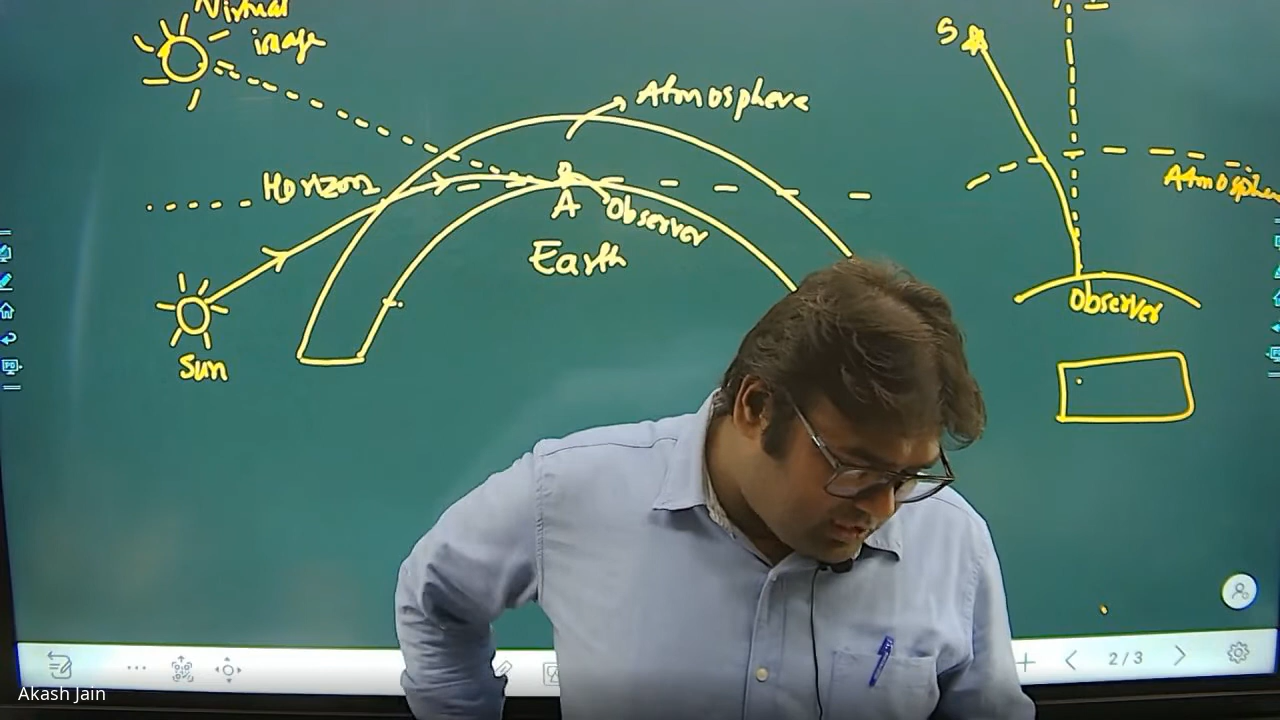 Virtual
image
S
Atmosphere
Horizon
A
Observer
Earth
Observer
Sun
2/3
Akash Jain